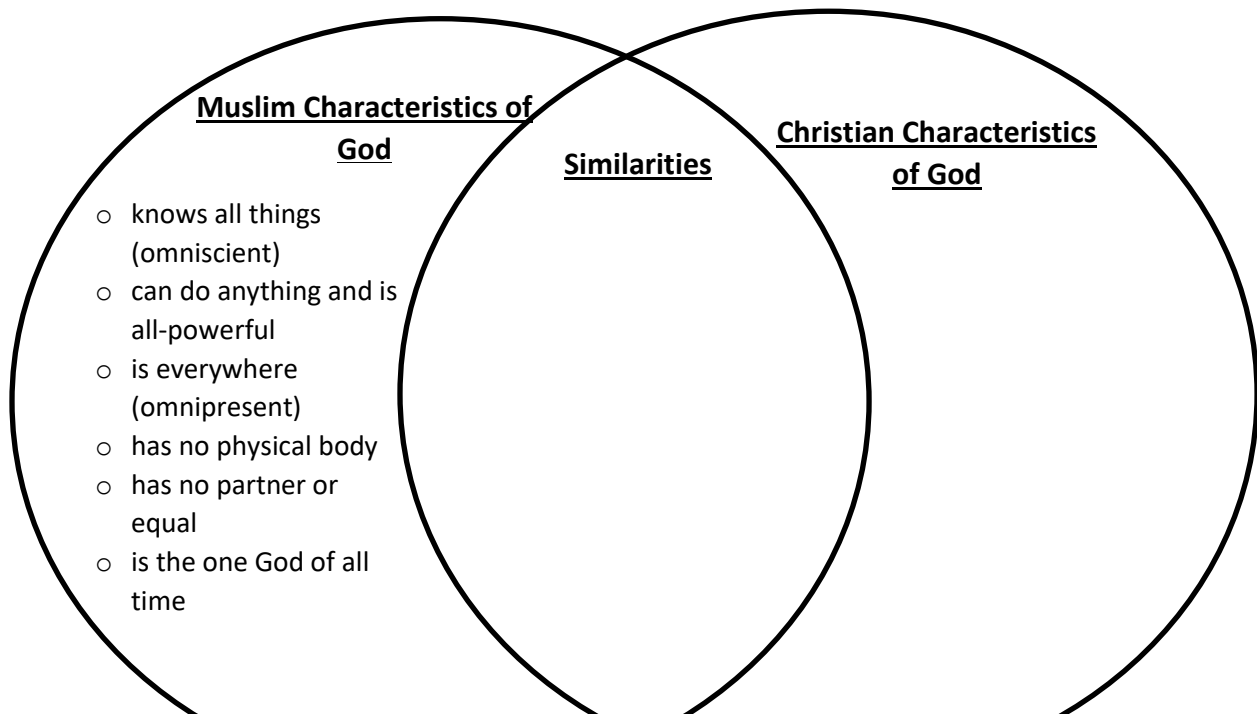 Muslim Characteristics of
God
○ knows all things
(omniscient)
○ can do anything and is
all-powerful
○ is everywhere
(omnipresent)
○ has no physical body
○ has no partner or
equal
○ is the one God of all
time
Similarities
Christian Characteristics
of God